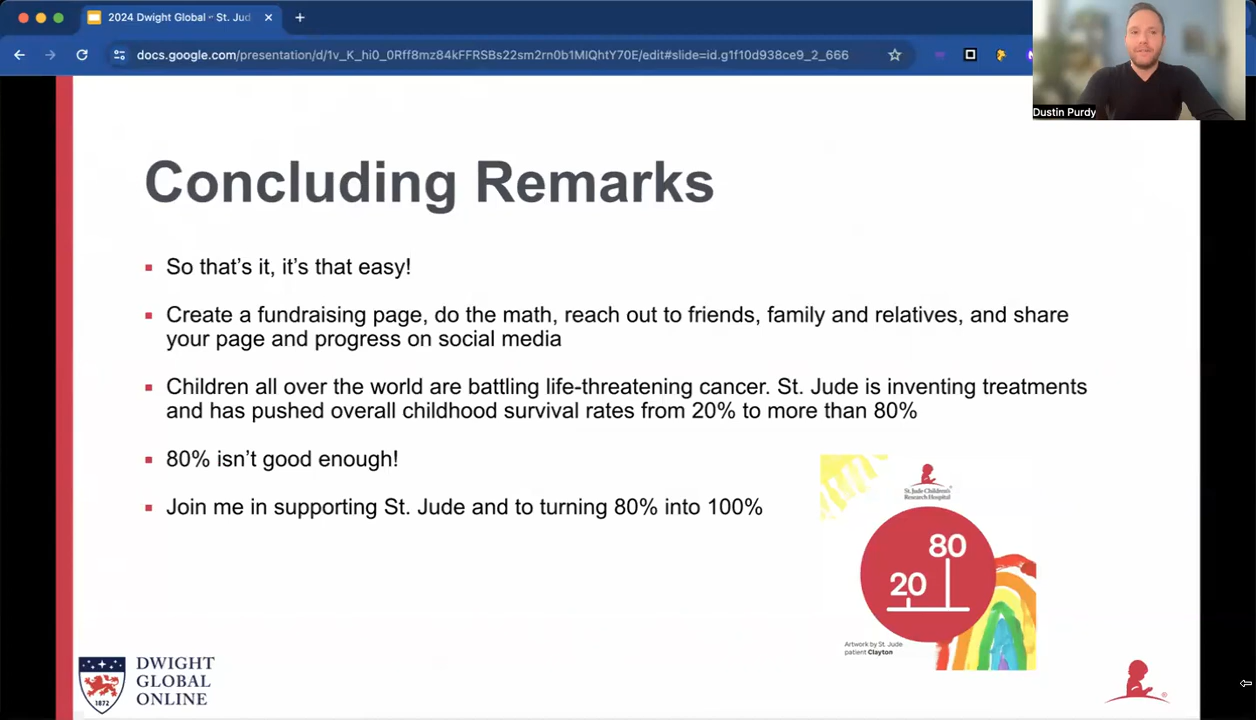 2024 Dwight Global - St. Jud
docs.google.com/presentation/d/1v_K_hi0_0Rff8mz84kFFRSBs22sm2rn0b1MIQhtY70E/edit#slide=id.g1f10d938ce9_2_666
Dustin Purdy
Concluding Remarks
So that's it, it's that easy!
Create a fundraising page, do the math, reach out to friends, family and relatives, and share
your page and progress on social media
Children all over the world are battling life-threatening cancer. St. Jude is inventing treatments
and has pushed overall childhood survival rates from 20% to more than 80%
80% isn't good enough!
Join me in supporting St. Jude and to turning 80% into 100%
St. Jude Children's
Research Hospital
80
20
Artwork by St. Jude
patient Clayton
DWIGHT
GLOBAL
ONLINE
1872